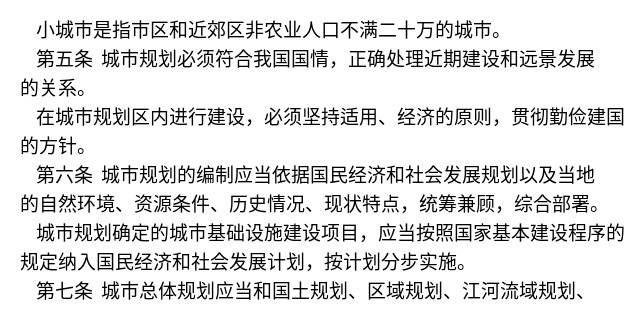 小城市是指市区和近郊区非农业人口不满二十万的城市。
第五条 城市规划必须符合我国国情，正确处理近期建设和远景发展
的关系。
在城市规划区内进行建设，必须坚持适用、经济的原则，贯彻勤俭建国
的方针。
第六条 城市规划的编制应当依据国民经济和社会发展规划以及当地
的自然环境、资源条件、历史情况、现状特点，统筹兼顾，综合部署。
城市规划确定的城市基础设施建设项目，应当按照国家基本建设程序的
规定纳入国民经济和社会发展计划，按计划分步实施。
第七条 城市总体规划应当和国土规划、区域规划、江河流域规划、